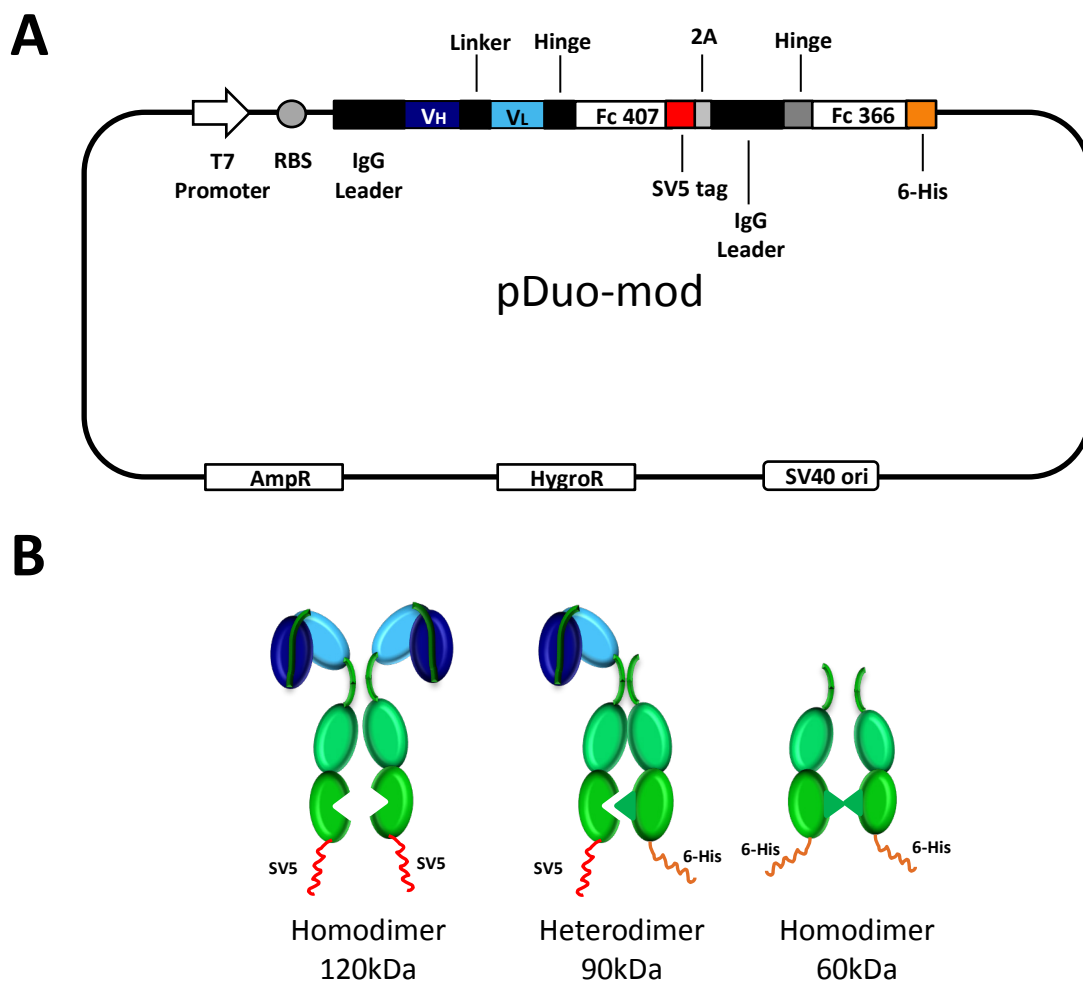 A
Linker
Hinge
2A
Hinge
VH
VL
Fc 407
Fc 366
T7
Promoter
RBS
IgG
Leader
SV5 tag
IgG
Leader
6-His
pDuo-mod
AmpR
HygroR
SV40 ori
B
SV5
SV5
SV5
6-His
6-His
6-His
Homodimer
120kDa
Heterodimer
90kDa
Homodimer
60kDa